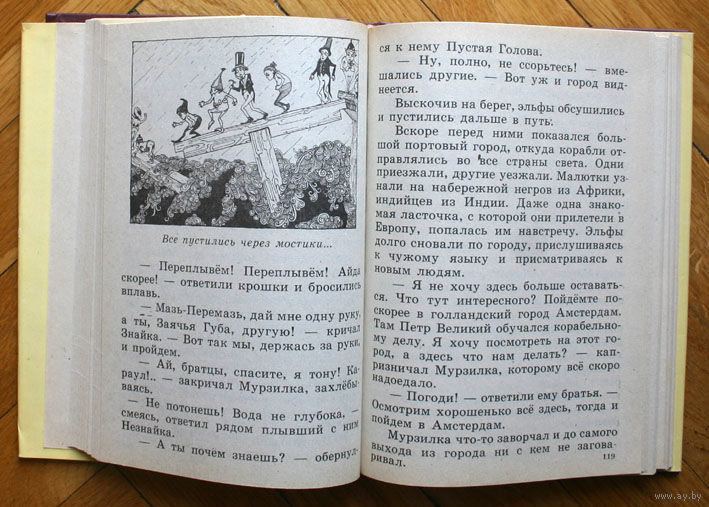 Все пустились через мостики...
— Переплывём! Переплывём! Айда
скорее! — ответили крошки и бросились
вплавь.
— Мазь-Перемазь, дай мне одну руку,
а ты, Заячья Губа, другую! — кричал
Знайка. — Вот так мы, держась за руки,
и пройдем.
— Ай, братцы, спасите, я тону! Ка-
раул!.. — закричал Мурзилка, захлёбы-
ваясь.
— Не потонешь! Вода не глубока, —
смеясь, ответил рядом плывший с ним
Незнайка.
— А ты почём знаешь? — обернул-
ся к нему Пустая Голова.
— Ну, полно, не ссорьтесь! — вме-
шались другие. — Вот уж и город вид-
неется.
Выскочив на берег, эльфы обсушились
и пустились дальше в путь.
Вскоре перед ними показался боль-
шой портовый город, откуда корабли от-
правлялись во все страны света. Одни
приезжали, другие уезжали. Малютки уз-
нали на набережной негров из Африки,
индийцев из Индии. Даже одна знако-
мая ласточка, с которой они прилетели в
Европу, попалась им навстречу. Эльфы
долго сновали по городу, прислушиваясь
к чужому языку и присматриваясь к
новым людям.
— Я не хочу здесь больше оставать-
ся. Что тут интересного? Пойдёмте по-
скорее в голландский город Амстердам.
Там Петр Великий обучался корабель-
ному делу. Я хочу посмотреть на этот го-
род, а здесь что нам делать? — кап-
ризничал Мурзилка, которому всё скоро
надоедало.
— Погоди! — ответили ему братья. —
Осмотрим хорошенько всё здесь, тогда и
пойдем в Амстердам.
Мурзилка что-то заворчал и до самого
выхода из города ни с кем не загова-
ривал.
119
www.ay.by